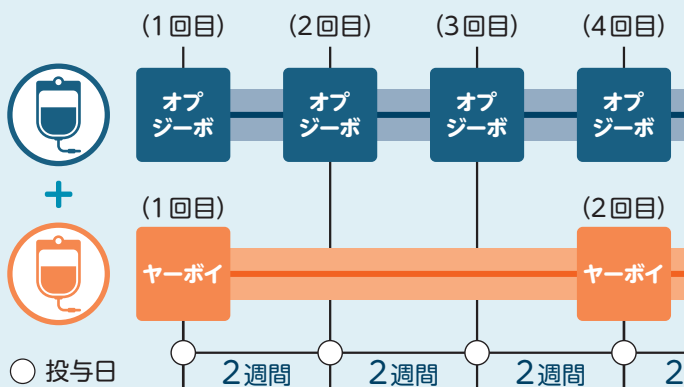 (1回目) (2回目) (3回目) (4回目)
オプ
ジーボ
オプ
ジーボ
オプ
ジーボ
オプ
ジーボ
+
(1回目) (2回目)
ヤーボイ ヤーボイ
投与日
2週間 2週間 2週間 2